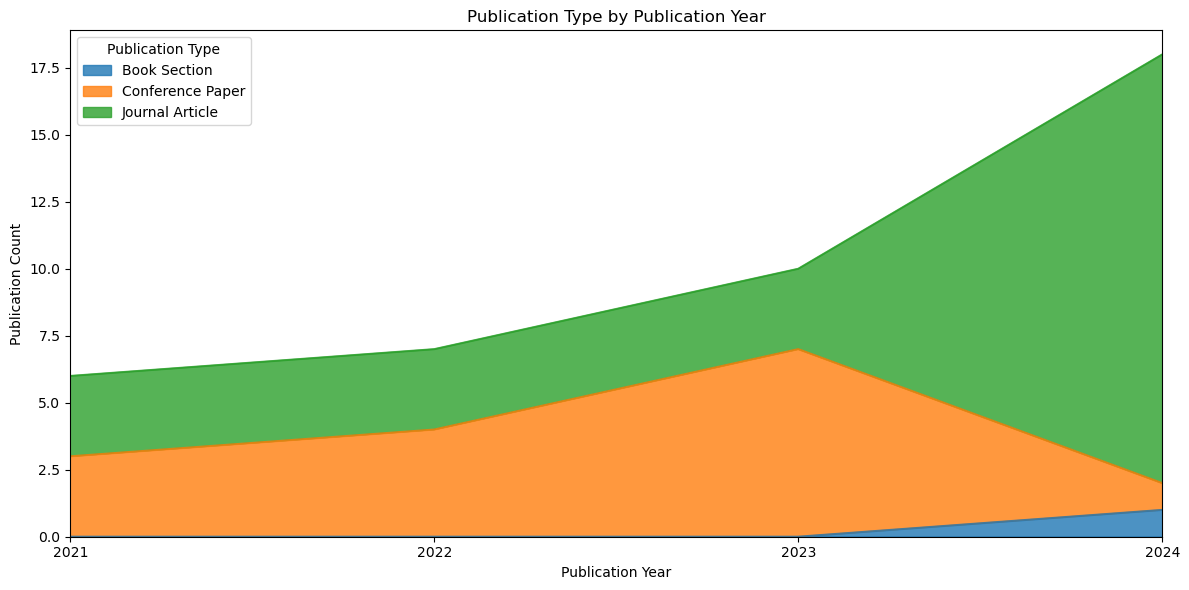 Publication Type by Publication Year
Publication Type
Book Section
Conference Paper
Journal Article
Publication Count
17.5
15.0
12.5
10.0
7.5
5.0
2.5
0.0
2021 2022 2023 2024
Publication Year